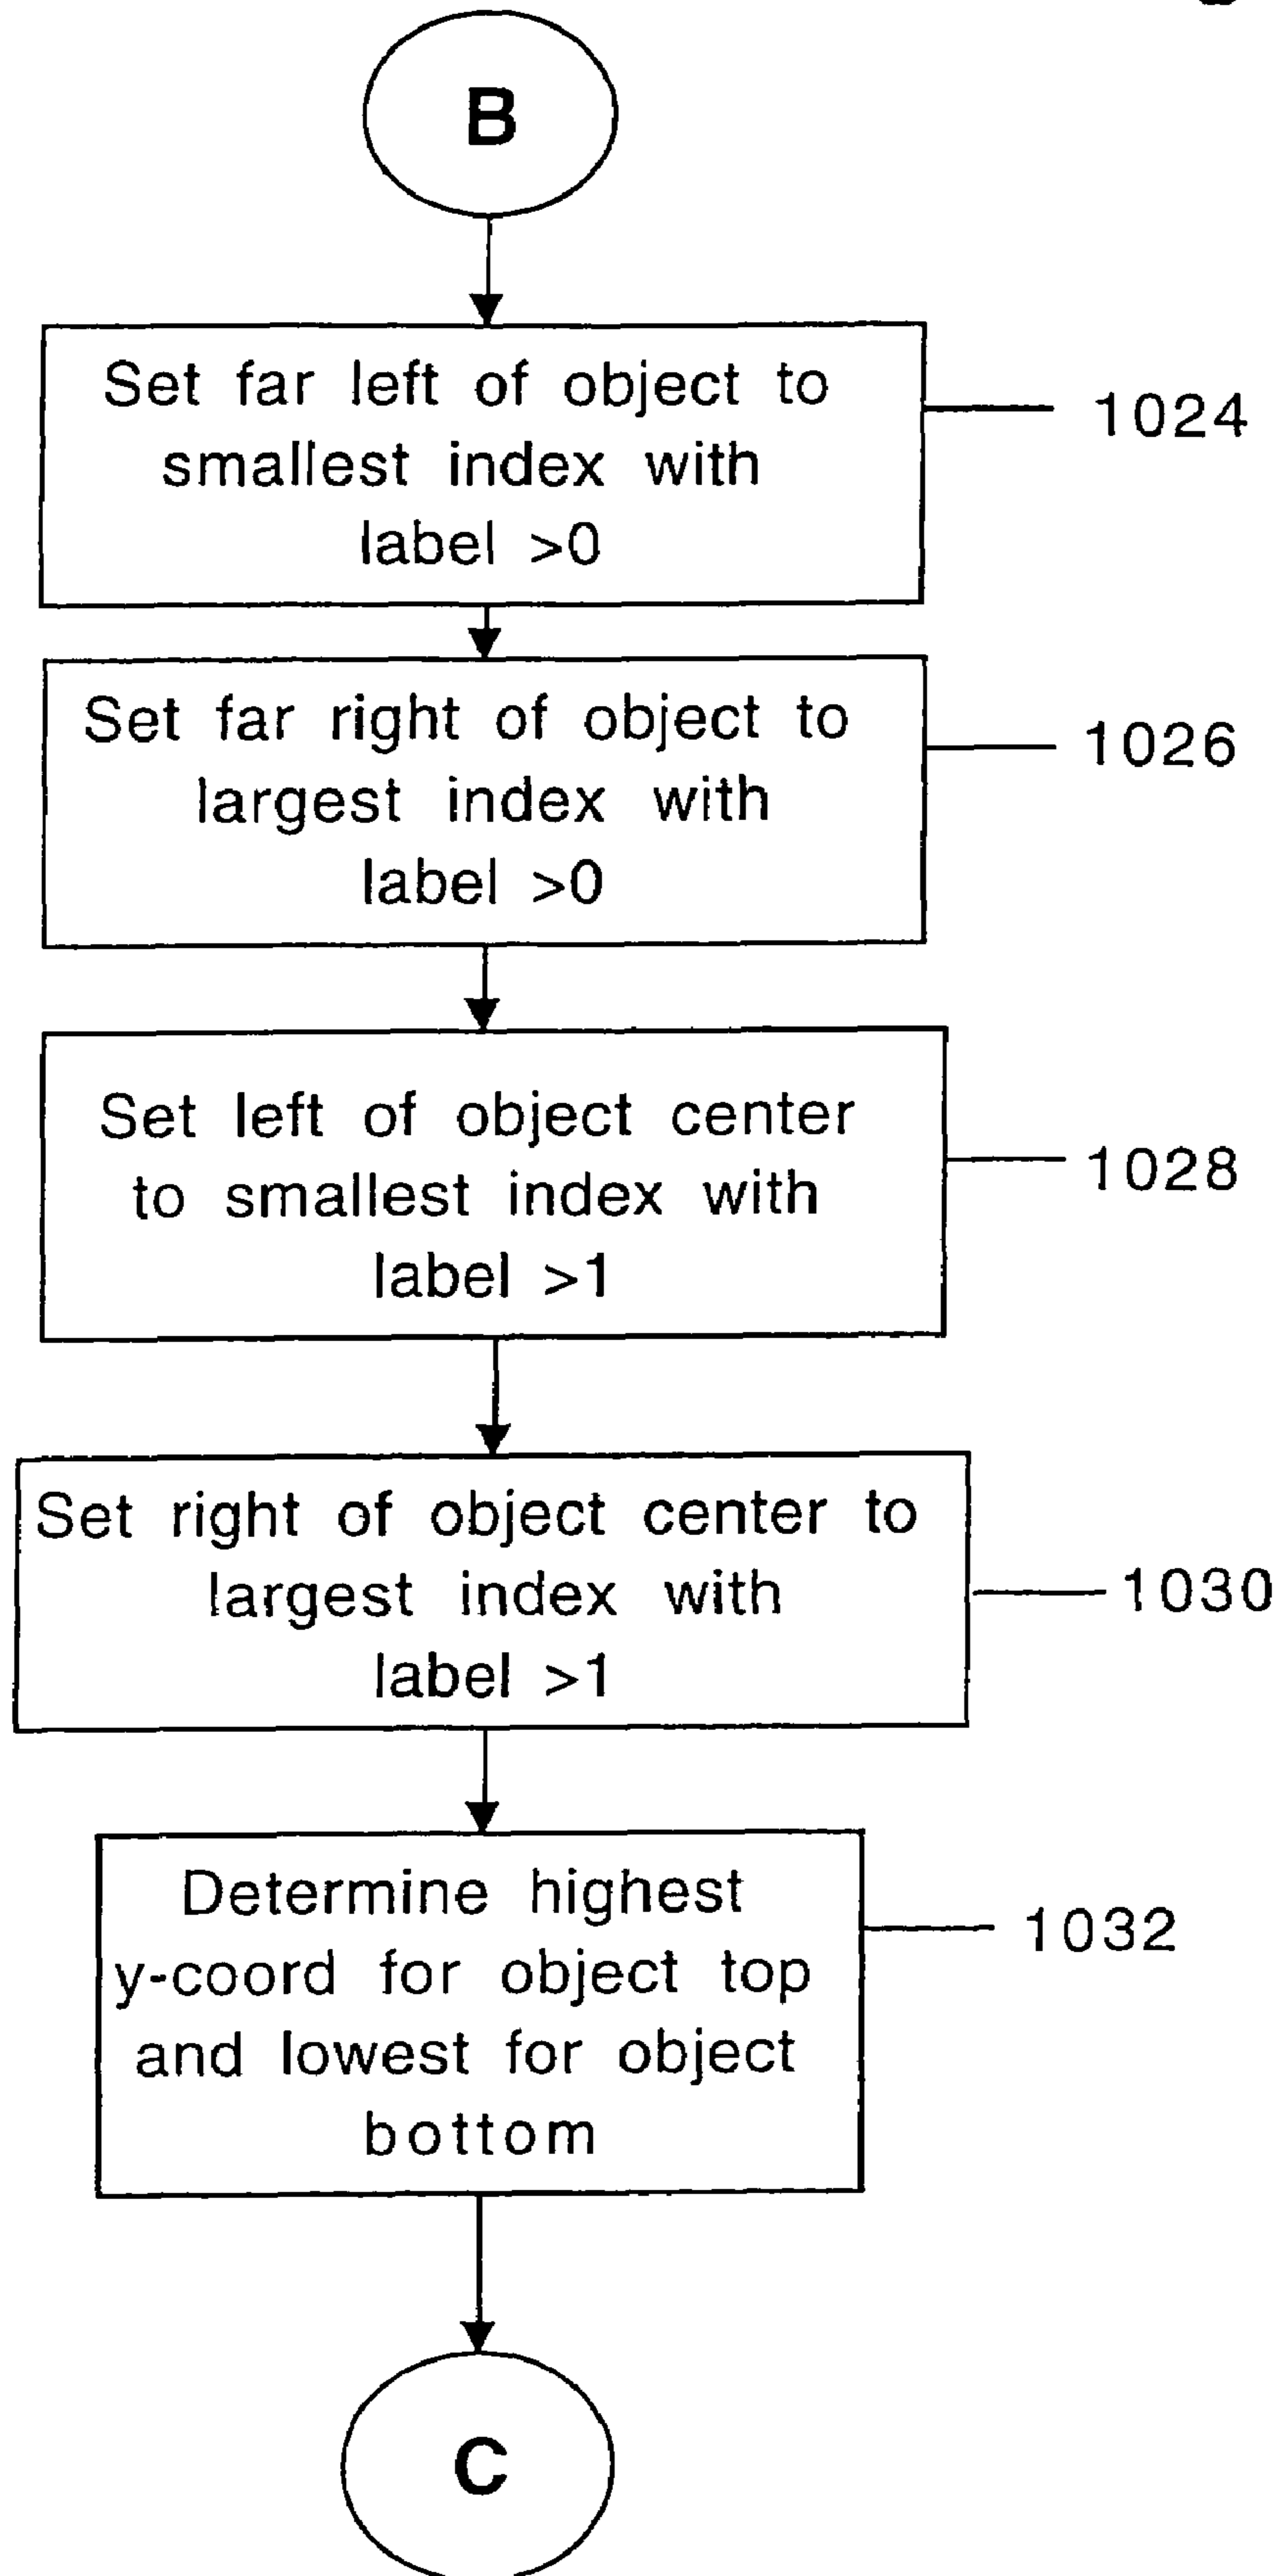 B
Set far left of object to
smallest index with
label >0
1024
Set far right of object to
largest index with
label >0
1026
Set left of object center
to smallest index with
label >1
1028
Set right of object center to
largest index with
label >1
1030
Determine highest
y-coord for object top
and lowest for object
bottom
1032
C